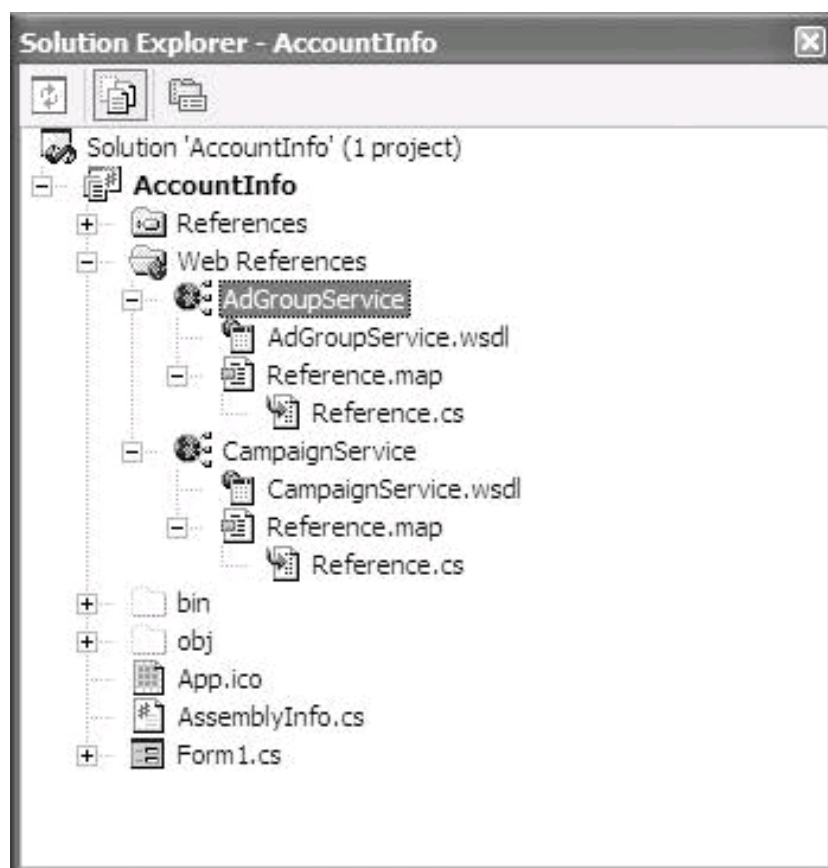 Solution Explorer - AccountInfo
Solution 'AccountInfo' (1 project)
AccountInfo
References
Web References
AdGroupService
AdGroupService.wsdl
Reference.map
Reference.cs
CampaignService
CampaignService.wsdl
Reference.map
Reference.cs
bin
obj
App.ico
AssemblyInfo.cs
Form1.cs